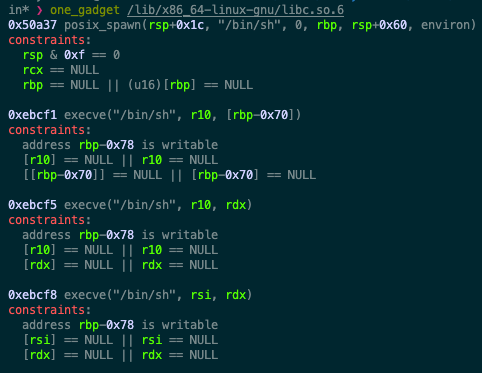 in* ❯ one_gadget /lib/x86_64-linux-gnu/libc.so.6
0x50a37 posix_spawn(rsp+0x1c, "/bin/sh", 0, rbp, rsp+0x60, environ)
constraints:
  rsp & 0xf == 0
  rcx == NULL
  rbp == NULL || (u16)[rbp] == NULL

0xebcf1 execve("/bin/sh", r10, [rbp-0x70])
constraints:
  address rbp-0x78 is writable
  [r10] == NULL || r10 == NULL
  [[rbp-0x70]] == NULL || [rbp-0x70] == NULL

0xebcf5 execve("/bin/sh", r10, rdx)
constraints:
  address rbp-0x78 is writable
  [r10] == NULL || r10 == NULL
  [rdx] == NULL || rdx == NULL

0xebcf8 execve("/bin/sh", rsi, rdx)
constraints:
  address rbp-0x78 is writable
  [rsi] == NULL || rsi == NULL
  [rdx] == NULL || rdx == NULL